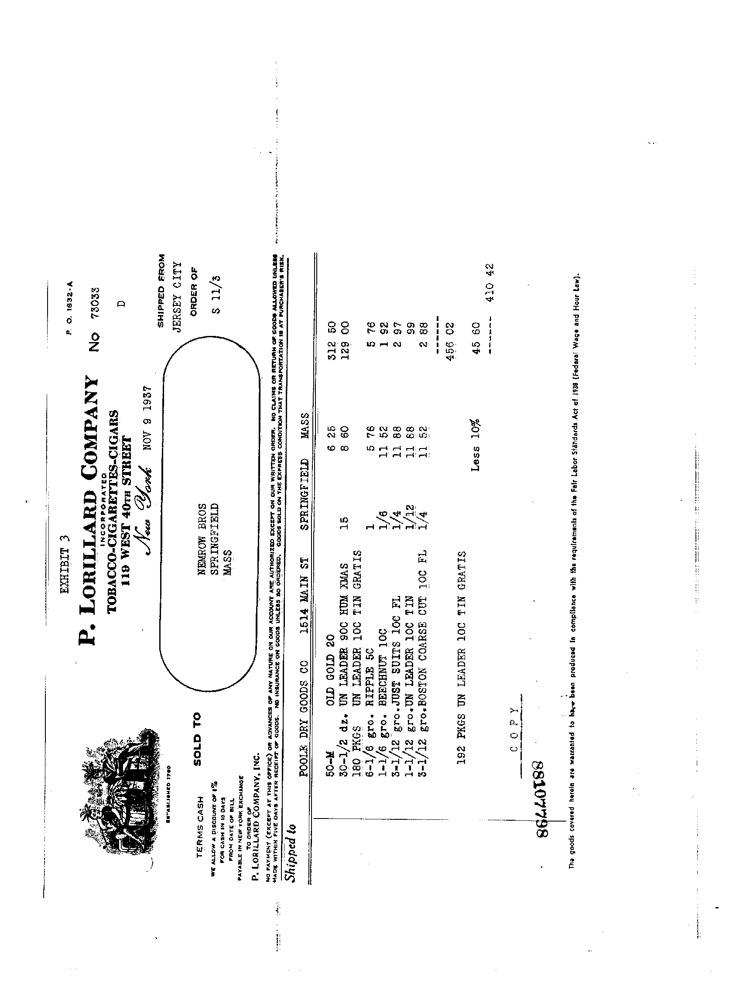 EXHIBIT 3
P. O. 1632-A
P. LORILLARD COMPANY
INCORPORATED
No 73033
TOBACCO-CIGARETTES-CIGARS
D
119 WEST 40TH STREET
New York NOV 9 1937
ESTABLISHED 1760
SHIPPED FROM
JERSEY CITY
ORDER OF
S 11/3
TERMS CASH
SOLD TO
NEMROW BROS
SPRINGFIELD
MASS
WE ALLOW A DISCOUNT OF 1%
FOR CASH IN 10 DAYS
FROM DATE OF BILL
PAYABLE IN NEW YORK EXCHANGE
TO ORDER OF
P. LORILLARD COMPANY, INC.
NO PAYMENT (EXCEPT AT THIS OFFICE) OR ADVANCES OF ANY NATURE ON OUR ACCOUNT ARE AUTHORIZED EXCEPT ON OUR WRITTEN ORDER. NO CLAIMS OR RETURN OF GOODS ALLOWED UNLESS
MADE WITHIN FIVE DAYS AFTER RECEIPT OF GOODS. NO INSURANCE ON GOODS UNLESS SO ORDERED. GOODS SOLD ON THE EXPRESS CONDITION THAT TRANSPORTATION IS AT PURCHASER'S RISK.
Shipped to
POOLE DRY GOODS CO 1514 MAIN ST SPRINGFIELD MASS
50-M OLD GOLD 20 6 25 312 50
30-1/2 dz. UN LEADER 90C HUM XMAS 15 8 60 129 00
180 PKGS UN LEADER 10C TIN GRATIS
6-1/6 gro. RIPPLE 5C 1 5 76 5 76
1-1/6 gro. BEECHNUT 10C 1/6 11 52 1 92
3-1/12 gro.JUST SUITS 10C FL 1/4 11 88 2 97
1-1/12 gro.UN LEADER 10C TIN 1/12 11 88 99
3-1/12 gro.BOSTON COARSE CUT 10C FL 1/4 11 52 2 88
------
456 02
192 PKGS UN LEADER 10C TIN GRATIS
Less 10% 45 60
------ 410 42
C O P Y
88107798
The goods covered herein are warranted to have been produced in compliance with the requirements of the Fair Labor Standards Act of 1938 (Federal Wage and Hour Law).